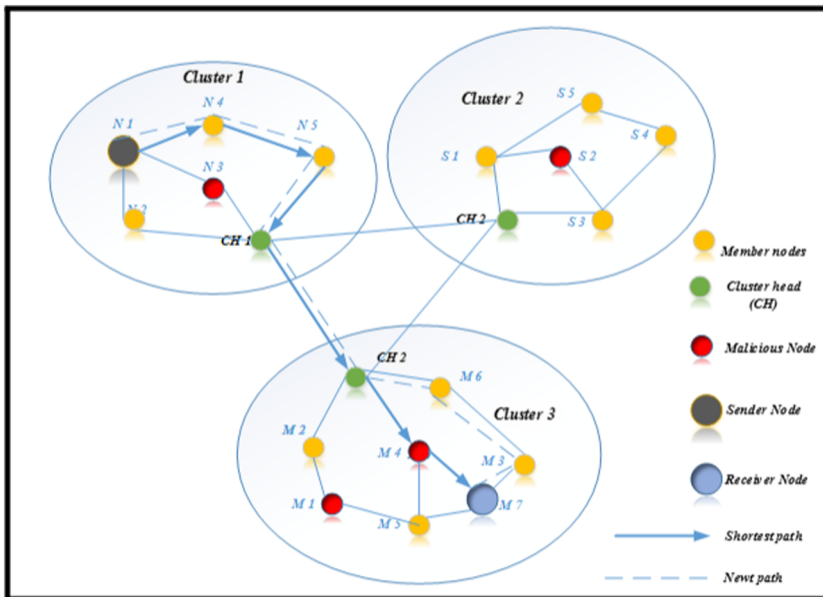 Cluster 1
N 4
N 1
N 5
N 3
N 2
CH 1
Cluster 2
S 5
S 4
S 1
S 2
CH 2
S 3
CH 2
M 6
Cluster 3
M 2
M 4
M 3
M 1
M 7
M 5
Member nodes
Cluster head
(CH)
Malicious Node
Sender Node
Receiver Node
Shortest path
Newt path